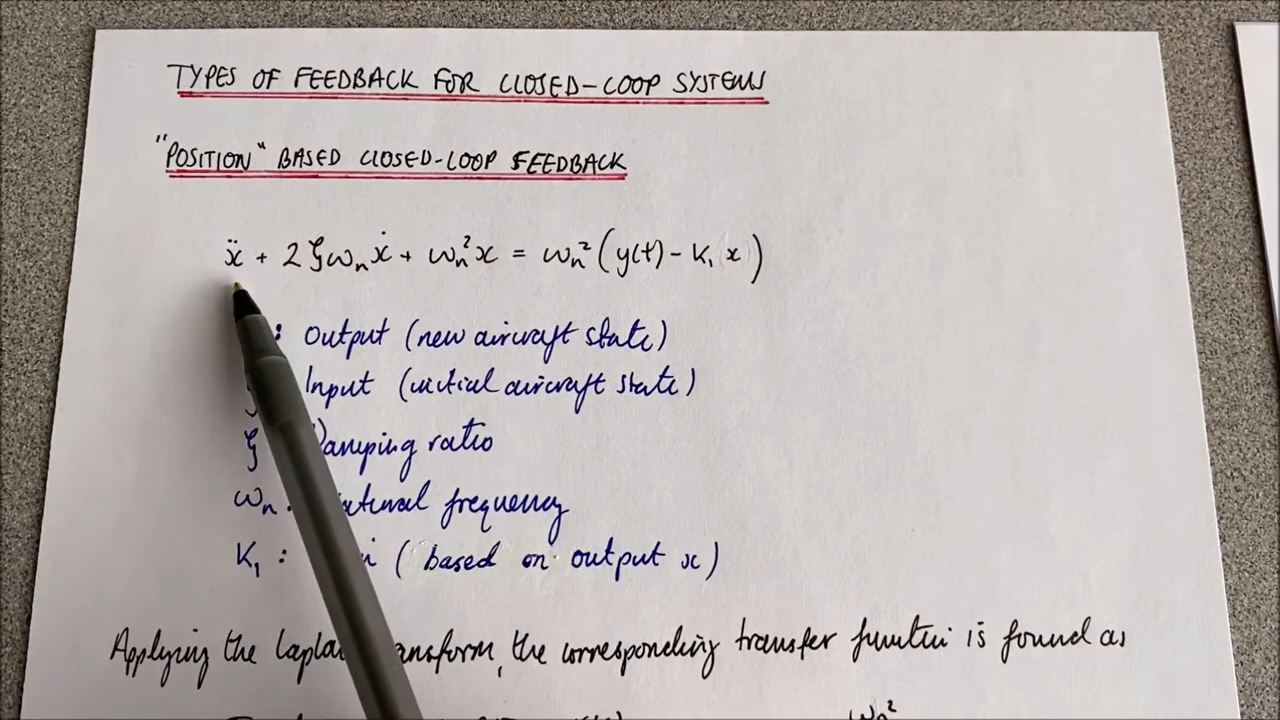 TYPES OF FEEDBACK FOR CLOSED-LOOP SYSTEMS
"POSITION" BASED CLOSED-LOOP FEEDBACK
ẍ + 2ζωₙẋ + ωₙ²x = ωₙ²(y(t) - K₁x)
: Output (new aircraft state)
Input (initial aircraft state)
ζ Damping ratio
ωₙ : Natural frequency
K₁ : (based on output x)
Applying the Laplace transform, the corresponding transfer function is found as
ωₙ²